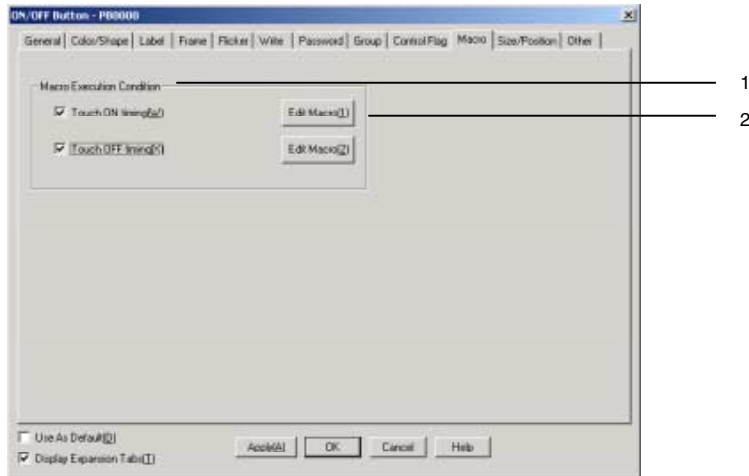 ON/OFF Button - PB0000
General Color/Shape Label Frame Flicker Write Password Group Control Flag Macro Size/Position Other
1
Macro Execution Condition
Touch ON timing(W) Edit Macro(1)
2
Touch OFF timing(X) Edit Macro(2)
Use As Default(D)
Display Expansion Tabs(T)
Apply(A) OK Cancel Help